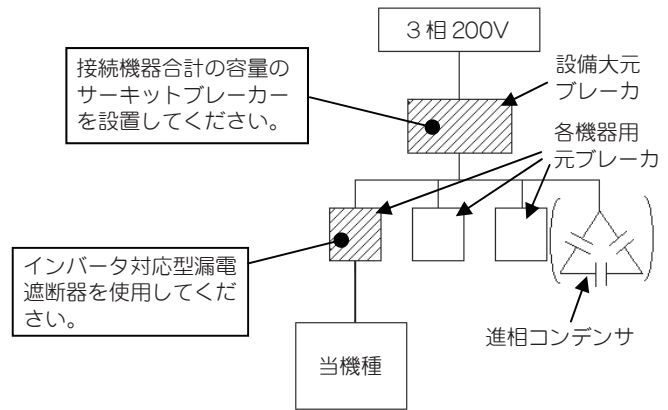 3相200V
接続機器合計の容量の
サーキットブレーカー
を設置してください。
設備大元
ブレーカ
各機器用
元ブレーカ
インバータ対応型漏電
遮断器を使用してくだ
さい。
進相コンデンサ
当機種